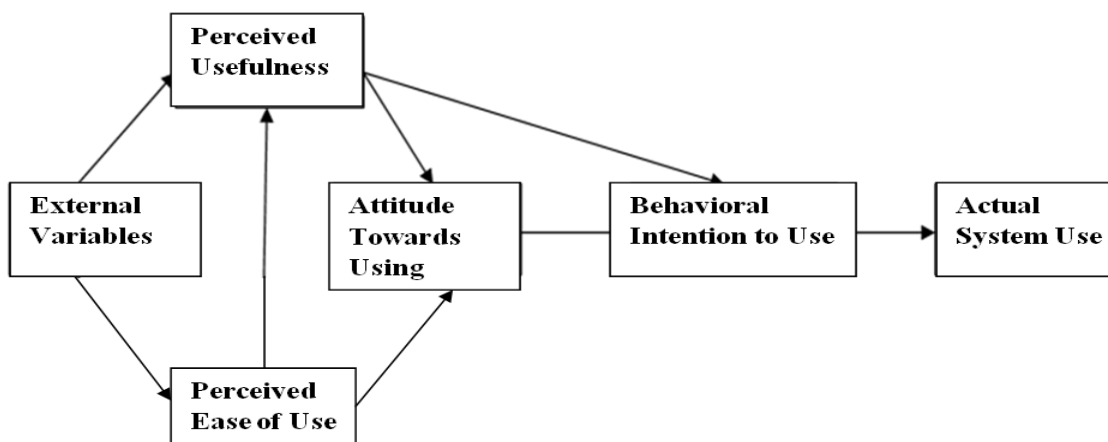 Perceived
Usefulness
External
Variables
Attitude
Towards
Using
Behavioral
Intention to Use
Actual
System Use
Perceived
Ease of Use